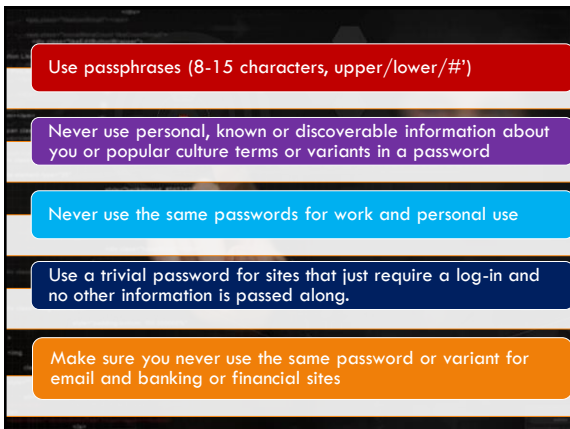 Use passphrases (8-15 characters, upper/lower/#')
Never use personal, known or discoverable information about
you or popular culture terms or variants in a password
Never use the same passwords for work and personal use
Use a trivial password for sites that just require a log-in and
no other information is passed along.
Make sure you never use the same password or variant for
email and banking or financial sites